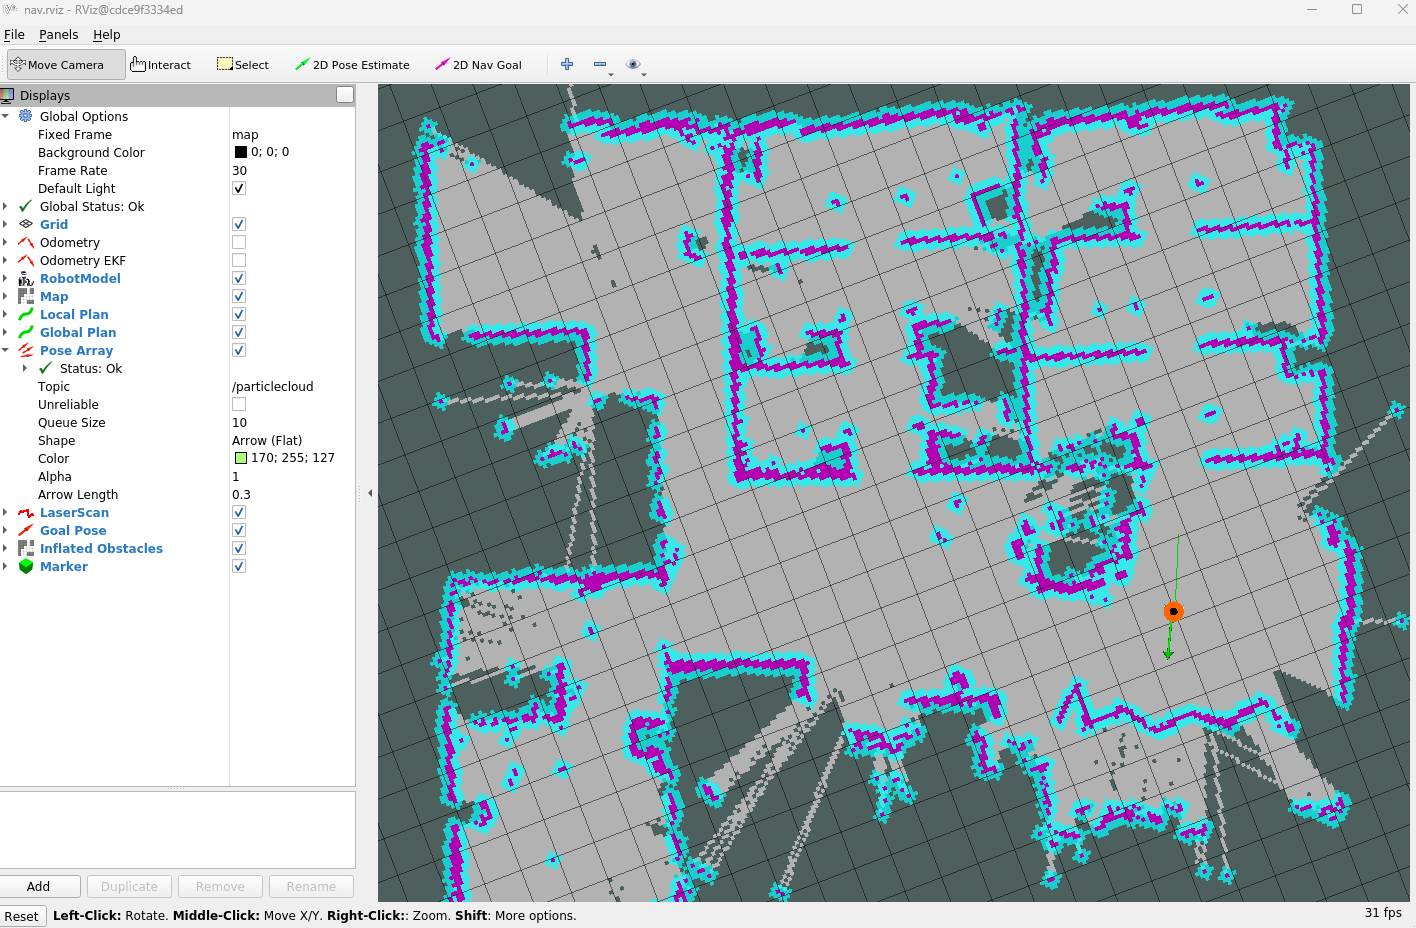 nav.rviz - RViz@cdce9f3334ed
File Panels Help
Move Camera Interact Select 2D Pose Estimate 2D Nav Goal
Displays
Global Options
Fixed Frame map
Background Color 0; 0; 0
Frame Rate 30
Default Light
Global Status: Ok
Grid
Odometry
Odometry EKF
RobotModel
Map
Local Plan
Global Plan
Pose Array
Status: Ok
Topic /particlecloud
Unreliable
Queue Size 10
Shape Arrow (Flat)
Color 170; 255; 127
Alpha 1
Arrow Length 0.3
LaserScan
Goal Pose
Inflated Obstacles
Marker
Add Duplicate Remove Rename
Reset Left-Click: Rotate. Middle-Click: Move X/Y. Right-Click:: Zoom. Shift: More options. 31 fps